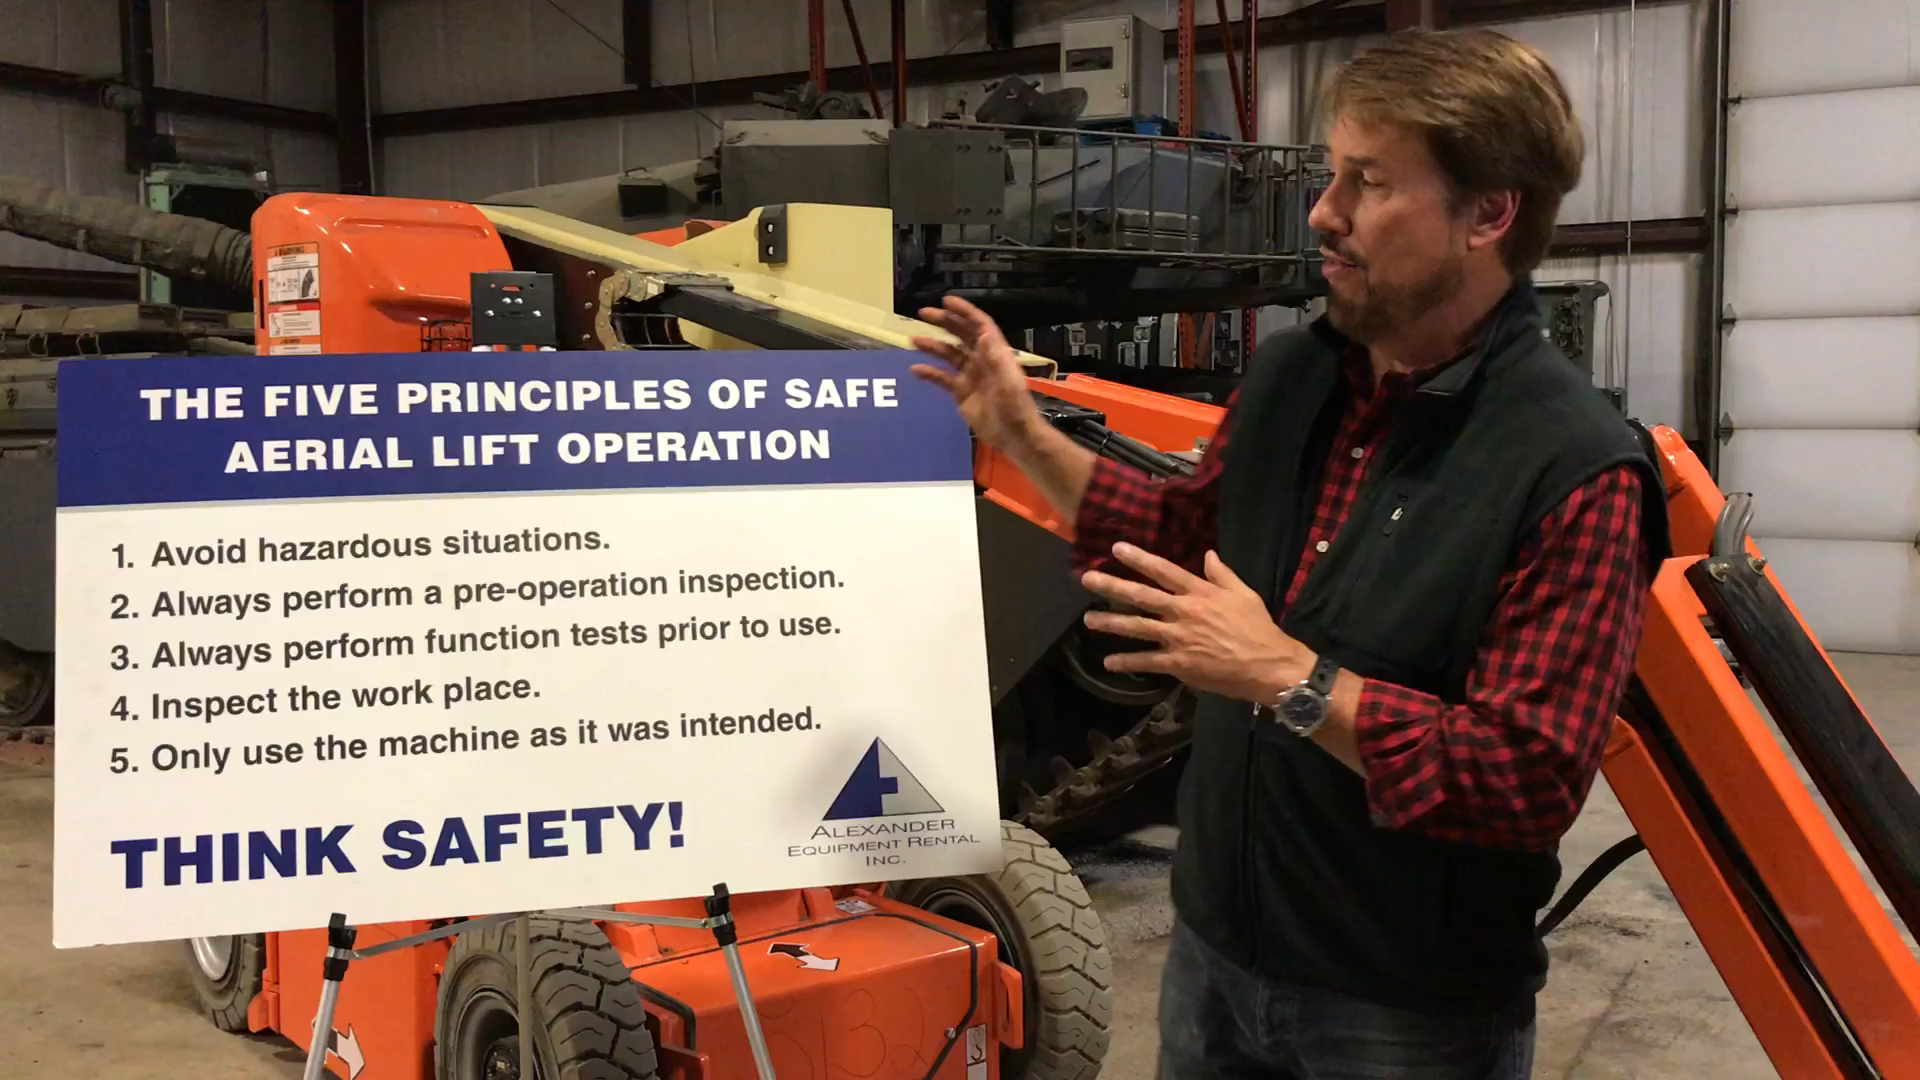 THE FIVE PRINCIPLES OF SAFE
AERIAL LIFT OPERATION
1. Avoid hazardous situations.
2. Always perform a pre-operation inspection.
3. Always perform function tests prior to use.
4. Inspect the work place.
5. Only use the machine as it was intended.
THINK SAFETY!
ALEXANDER
EQUIPMENT RENTAL
INC.